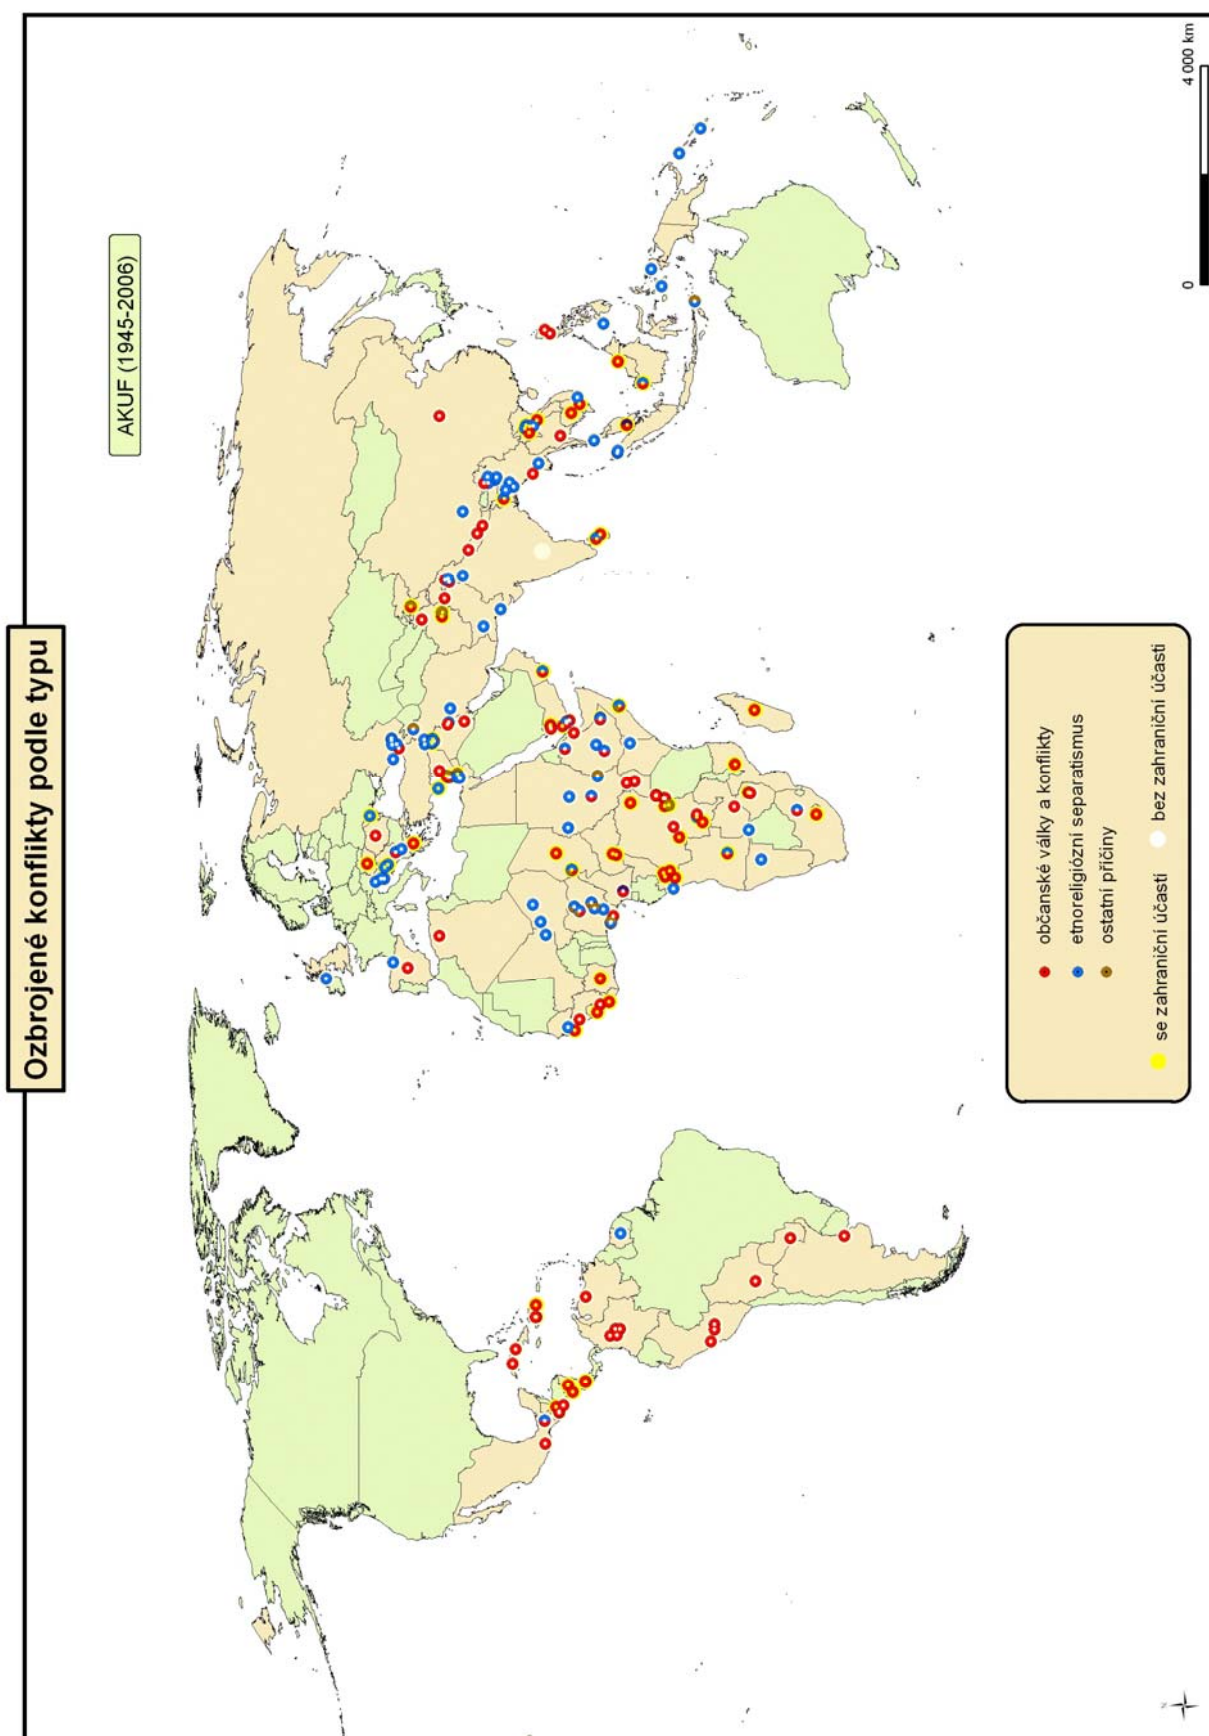 Ozbrojené konflikty podle typu
AKUF (1945-2006)
občanské války a konflikty
etnoreligiózní separatismus
ostatní příčiny
se zahraniční účasti
bez zahraniční účasti
0
4 000 km
N